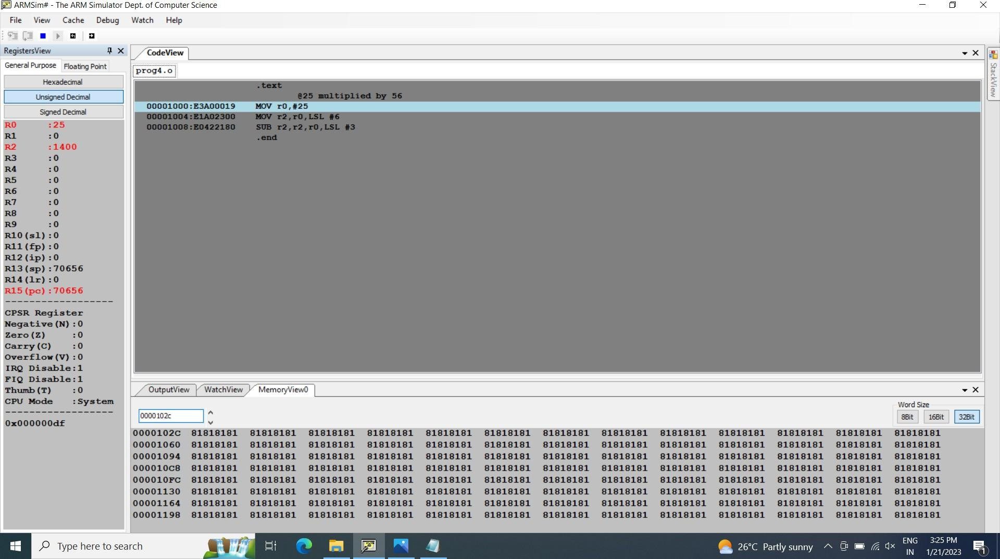 ARMSim# - The ARM Simulator Dept. of Computer Science
File View Cache Debug Watch Help
RegistersView
General Purpose Floating Point
Hexadecimal
Unsigned Decimal
Signed Decimal
R0 :25
R1 :0
R2 :1400
R3 :0
R4 :0
R5 :0
R6 :0
R7 :0
R8 :0
R9 :0
R10(sl):0
R11(fp):0
R12(ip):0
R13(sp):70656
R14(lr):0
R15(pc):70656
------------------
CPSR Register
Negative(N):0
Zero(Z) :0
Carry(C) :0
Overflow(V):0
IRQ Disable:1
FIQ Disable:1
Thumb(T) :0
CPU Mode :System
------------------
0x000000df
CodeView
prog4.o
.text
@25 multiplied by 56
00001000:E3A00019 MOV r0,#25
00001004:E1A02300 MOV r2,r0,LSL #6
00001008:E0422180 SUB r2,r2,r0,LSL #3
.end
StackView
OutputView WatchView MemoryView0
0000102c
Word Size
8Bit 16Bit 32Bit
0000102C 81818181 81818181 81818181 81818181 81818181 81818181 81818181 81818181 81818181 81818181 81818181 81818181 81818181
00001060 81818181 81818181 81818181 81818181 81818181 81818181 81818181 81818181 81818181 81818181 81818181 81818181 81818181
00001094 81818181 81818181 81818181 81818181 81818181 81818181 81818181 81818181 81818181 81818181 81818181 81818181 81818181
000010C8 81818181 81818181 81818181 81818181 81818181 81818181 81818181 81818181 81818181 81818181 81818181 81818181 81818181
000010FC 81818181 81818181 81818181 81818181 81818181 81818181 81818181 81818181 81818181 81818181 81818181 81818181 81818181
00001130 81818181 81818181 81818181 81818181 81818181 81818181 81818181 81818181 81818181 81818181 81818181 81818181 81818181
00001164 81818181 81818181 81818181 81818181 81818181 81818181 81818181 81818181 81818181 81818181 81818181 81818181 81818181
00001198 81818181 81818181 81818181 81818181 81818181 81818181 81818181 81818181 81818181 81818181 81818181 81818181 81818181
Type here to search
26°C Partly sunny
ENG
IN
3:25 PM
1/21/2023
1